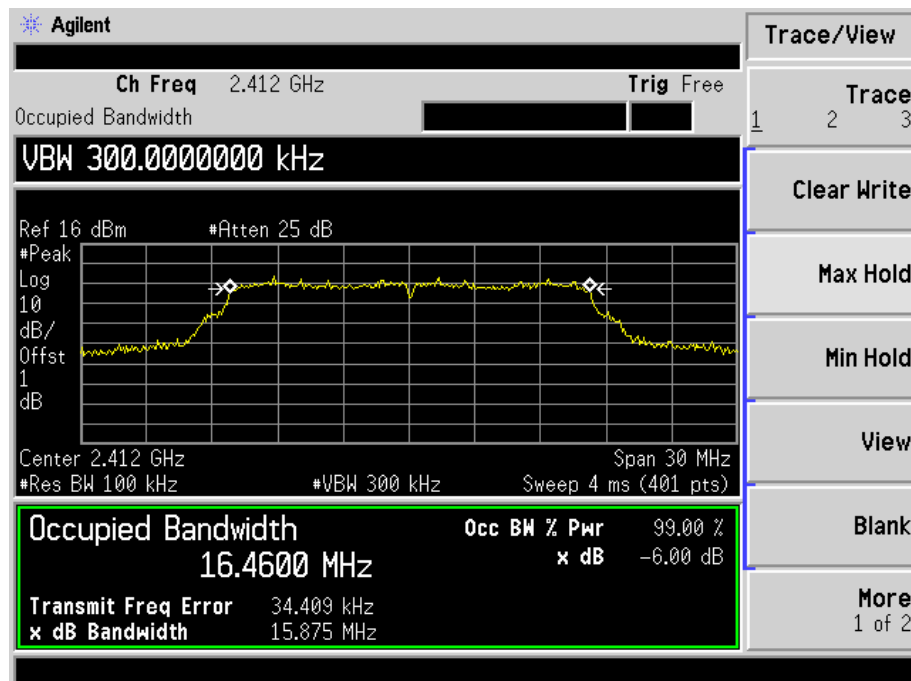 Agilent
Trace/View
Ch Freq 2.412 GHz Trig Free
Occupied Bandwidth
Trace
1 2 3
VBW 300.0000000 kHz
Clear Write
Ref 16 dBm #Atten 25 dB
#Peak
Log
10
dB/
Offst
1
dB
Max Hold
Min Hold
View
Center 2.412 GHz Span 30 MHz
#Res BW 100 kHz #VBW 300 kHz Sweep 4 ms (401 pts)
Occupied Bandwidth Occ BW % Pwr 99.00 %
16.4600 MHz x dB -6.00 dB
Transmit Freq Error 34.409 kHz
x dB Bandwidth 15.875 MHz
Blank
More
1 of 2